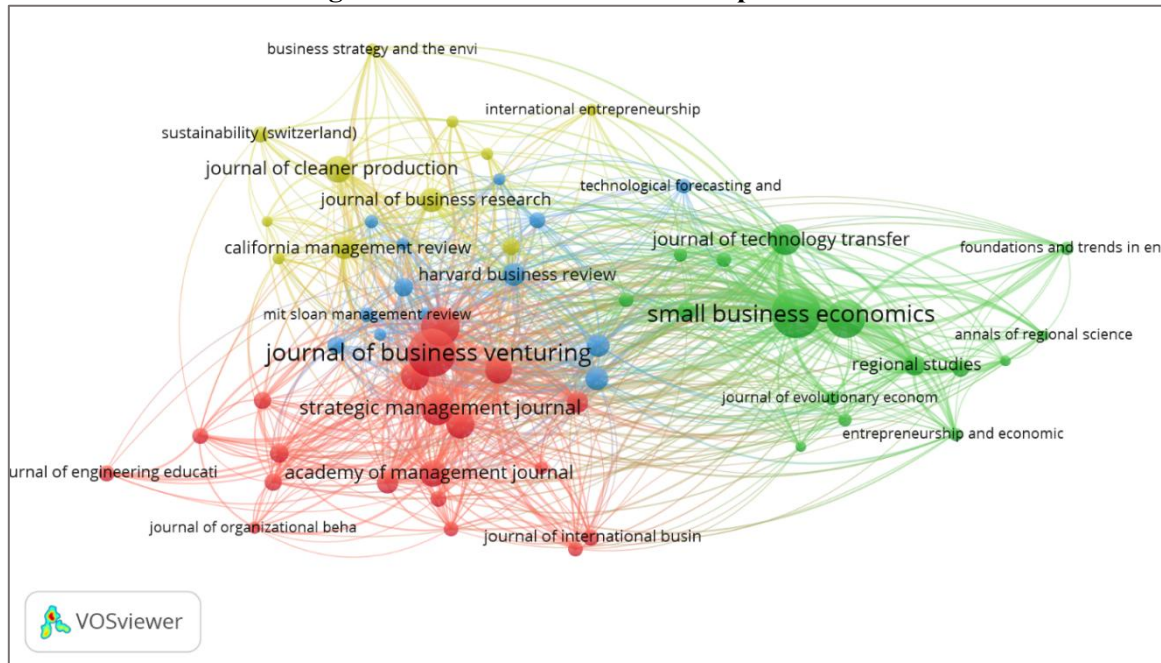 business strategy and the envi
international entrepreneurship
sustainability (switzerland)
journal of cleaner production
technological forecasting and
journal of business research
journal of technology transfer
california management review
foundations and trends in en
harvard business review
mit sloan management review
small business economics
annals of regional science
journal of business venturing
regional studies
journal of evolutionary econom
strategic management journal
entrepreneurship and economic
urnal of engineering educati
academy of management journal
journal of organizational beha
journal of international busin
VOSviewer